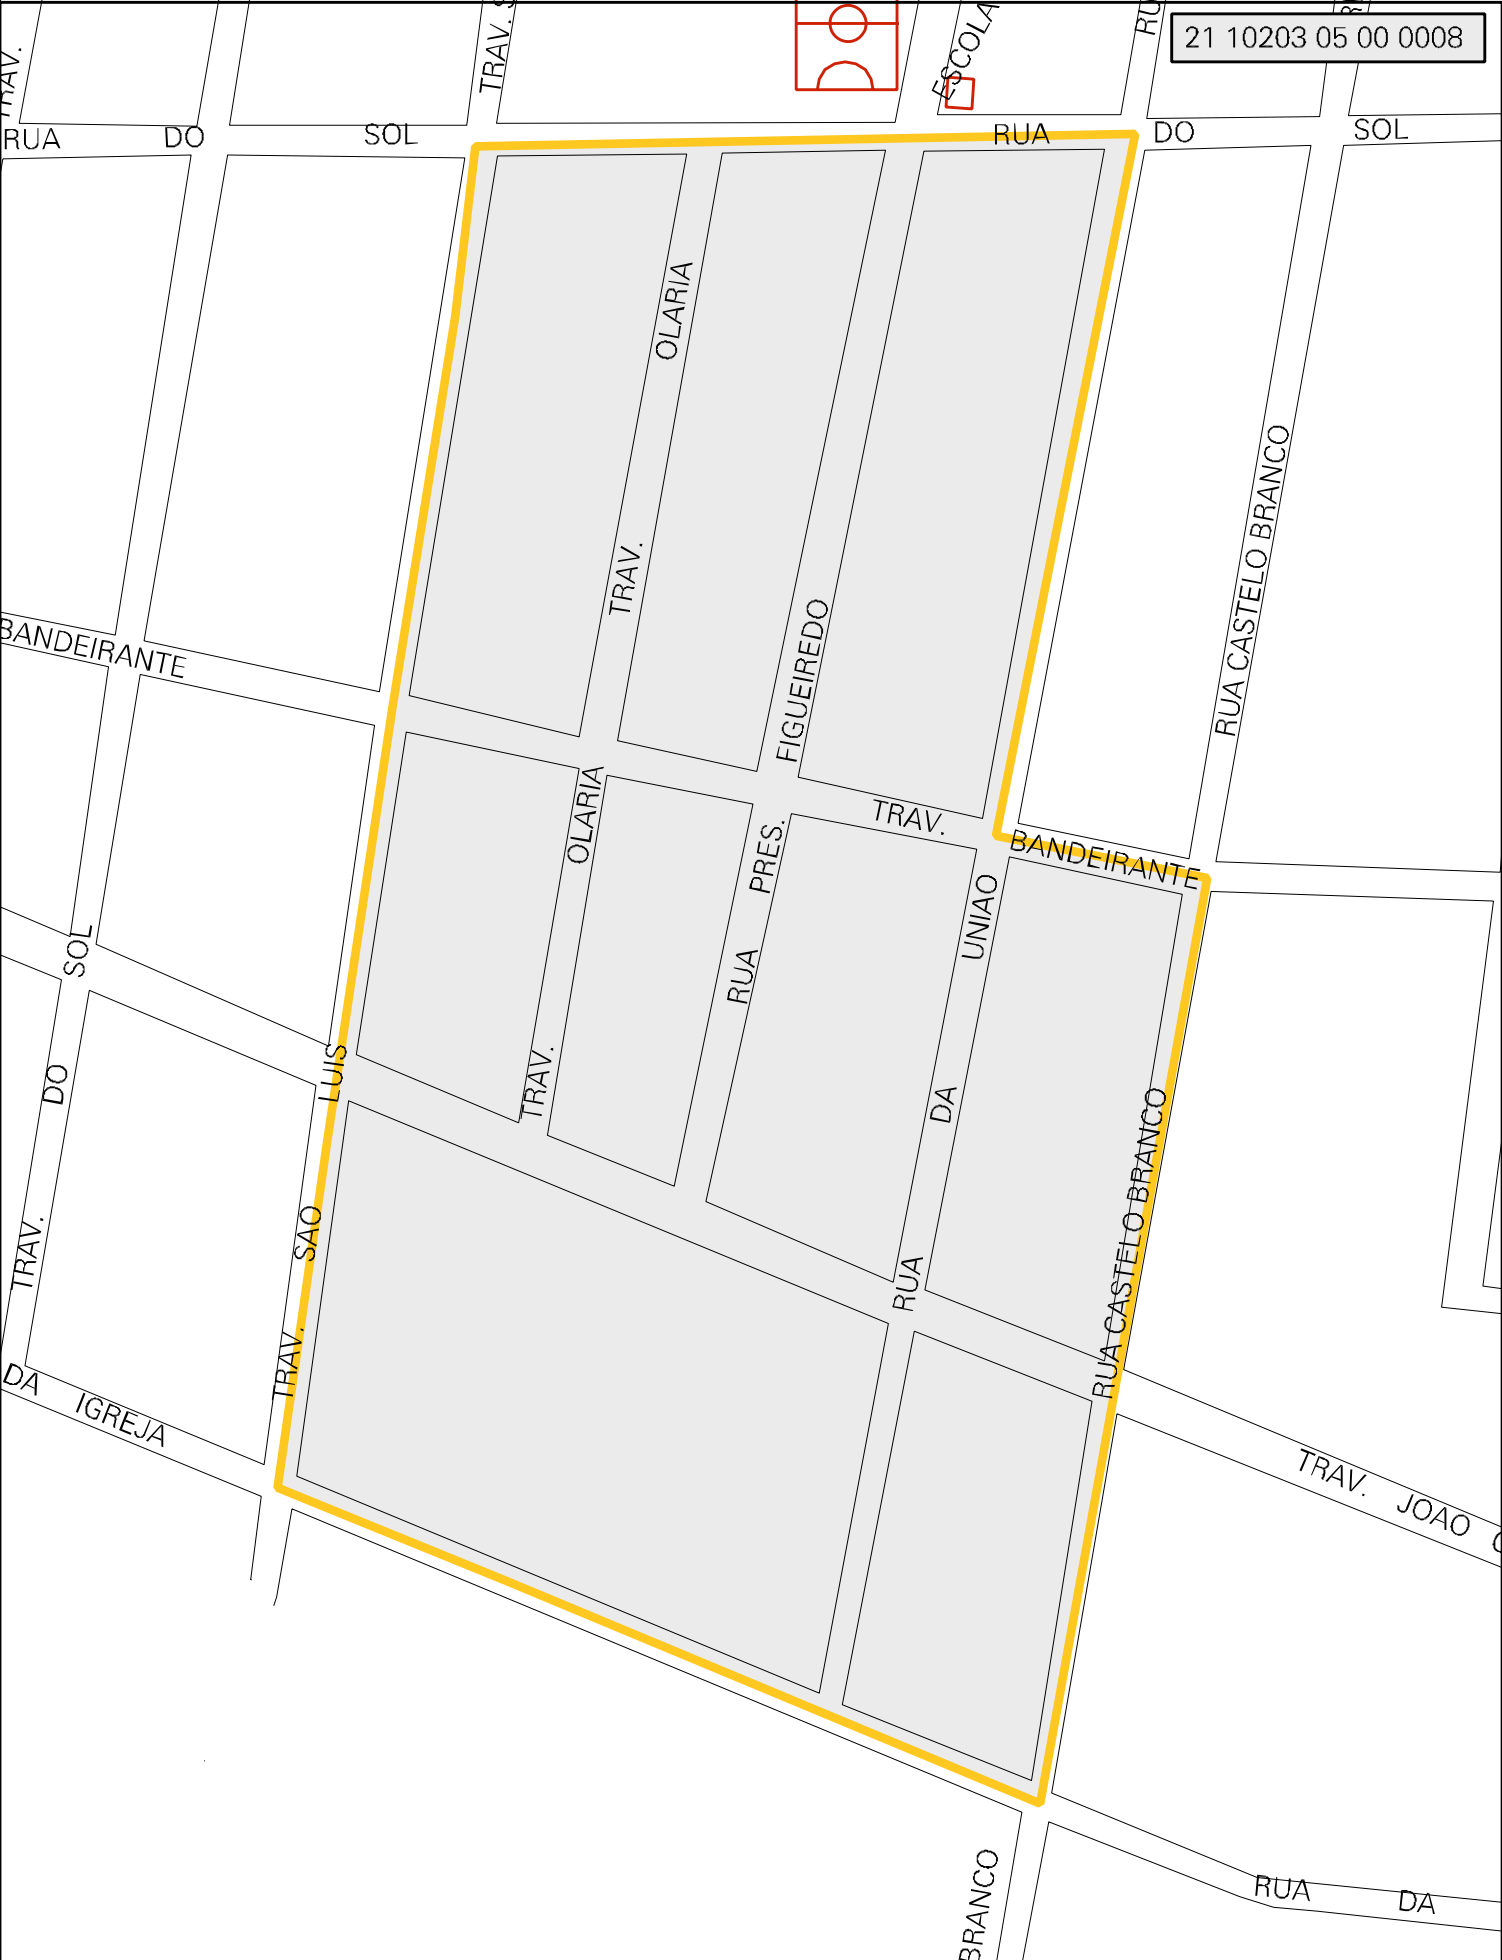 TRAV.
TRAV. S
ESCOLA
RU
21 10203 05 00 0008
RUA DO SOL
RUA DO SOL
OLARIA
TRAV.
RUA CASTELO BRANCO
FIGUEIREDO
BANDEIRANTE
TRAV.
BANDEIRANTE
OLARIA
TRAV.
RUA PRES.
UNIAO
DA
RUA
SOL
DO
TRAV.
LUIS
SAO
TRAV.
RUA CASTELO BRANCO
DA IGREJA
TRAV. JOAO
RUA DA
BRANCO